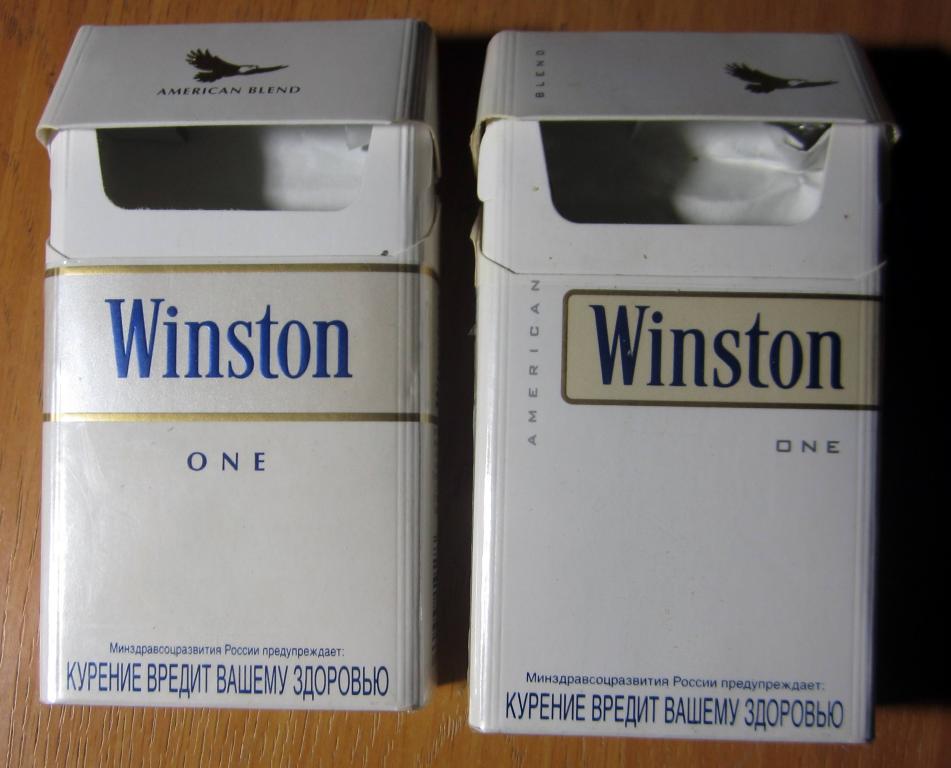 AMERICAN BLEND
Winston
ONE
Минздравсоцразвития России предупреждает:
КУРЕНИЕ ВРЕДИТ ВАШЕМУ ЗДОРОВЬЮ
BLEND
AMERICAN
Winston
ONE
Минздравсоцразвития России предупреждает:
КУРЕНИЕ ВРЕДИТ ВАШЕМУ ЗДОРОВЬЮ